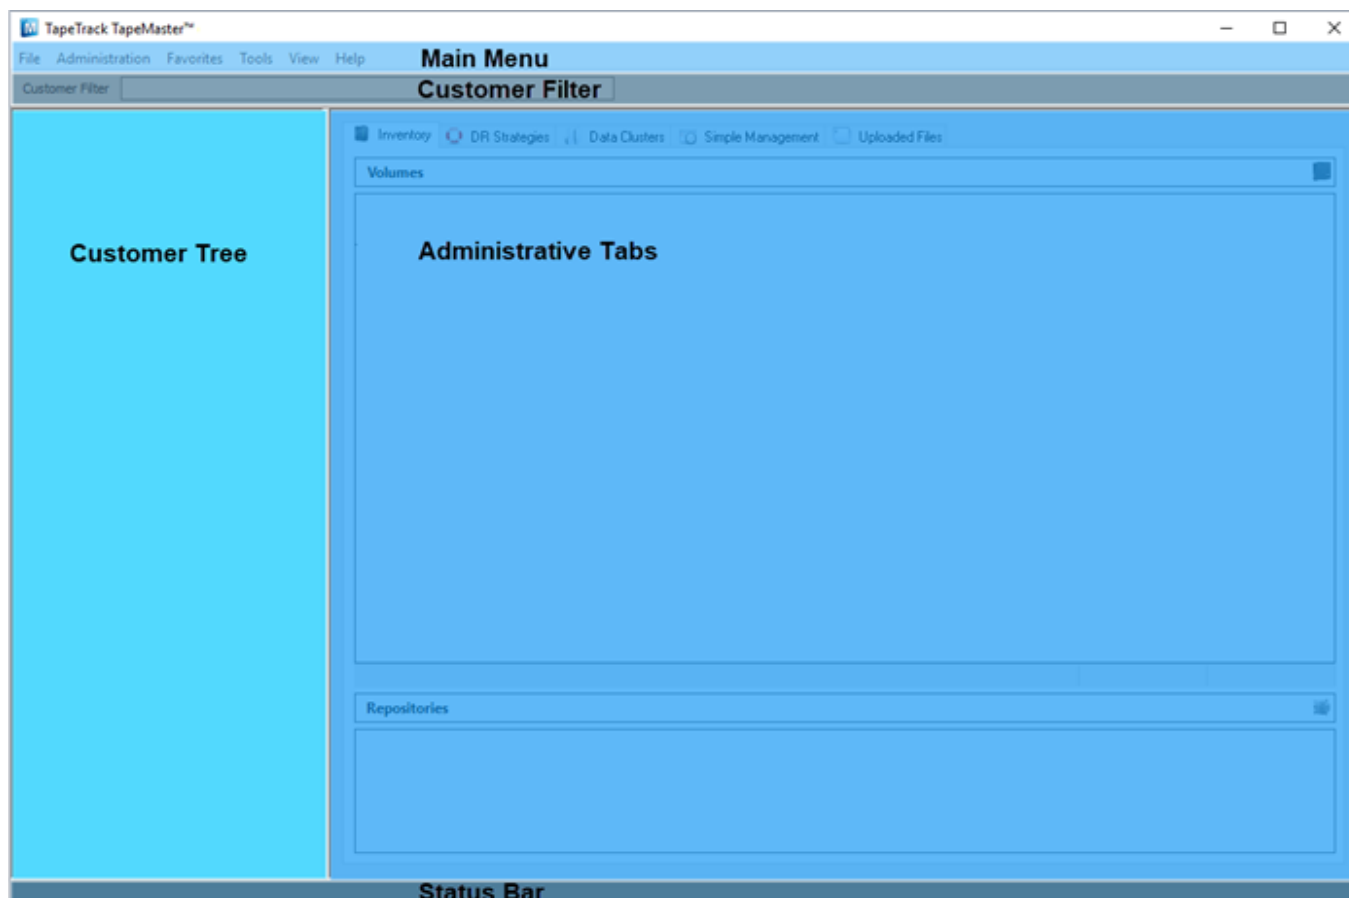 TapeTrack TapeMaster™
File Administration Favorites Tools View Help Main Menu
Customer Filter Customer Filter
Inventory DR Strategies Data Clusters Simple Management Uploaded Files
Volumes
Customer Tree Administrative Tabs
Repositories
Status Bar